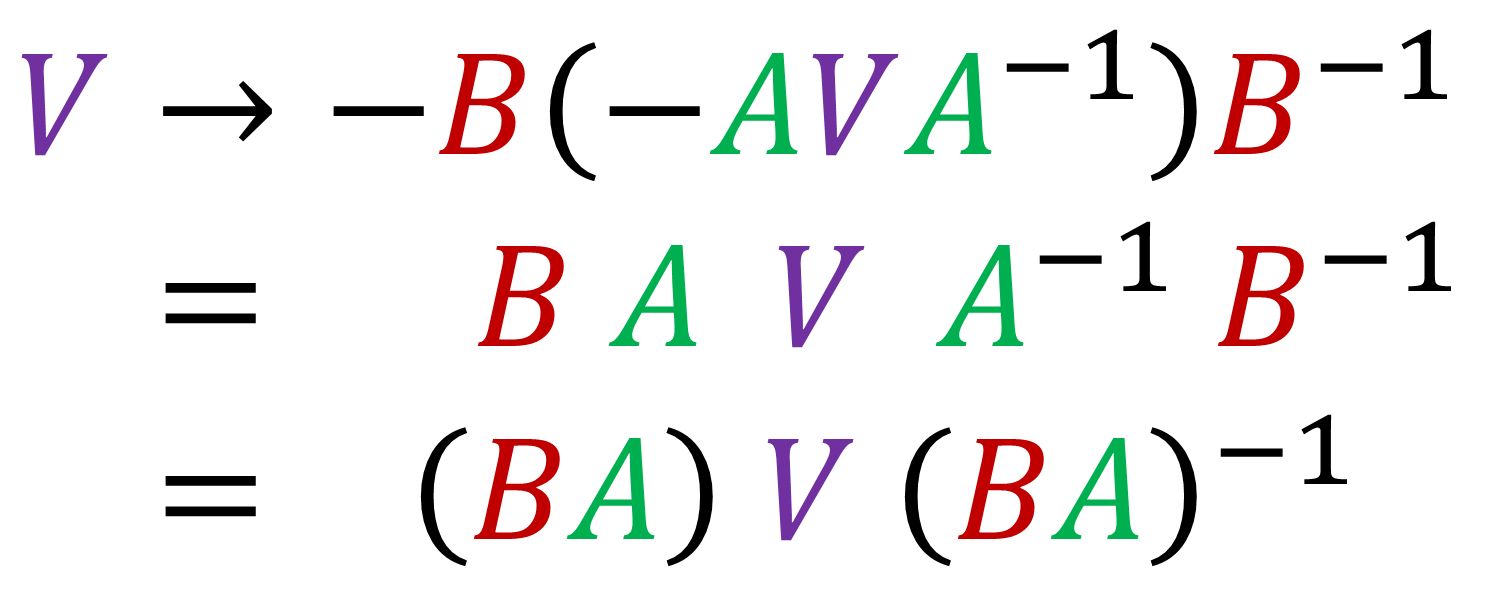 V → −B(−AVA⁻¹)B⁻¹
= B A V A⁻¹ B⁻¹
= (BA) V (BA)⁻¹